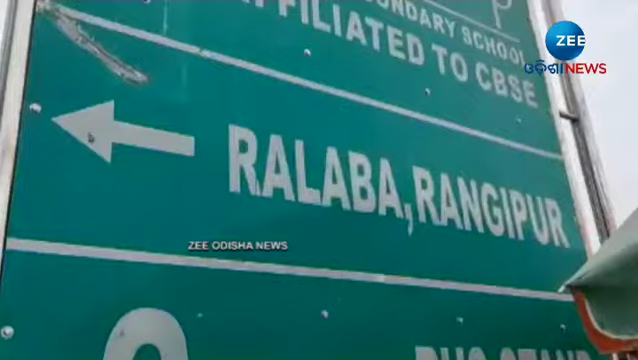 ONDARY SCHOOL
FFILIATED TO CBSE
ZEE
ଓଡ଼ିଶା NEWS
RALABA, RANGIPUR
ZEE ODISHA NEWS